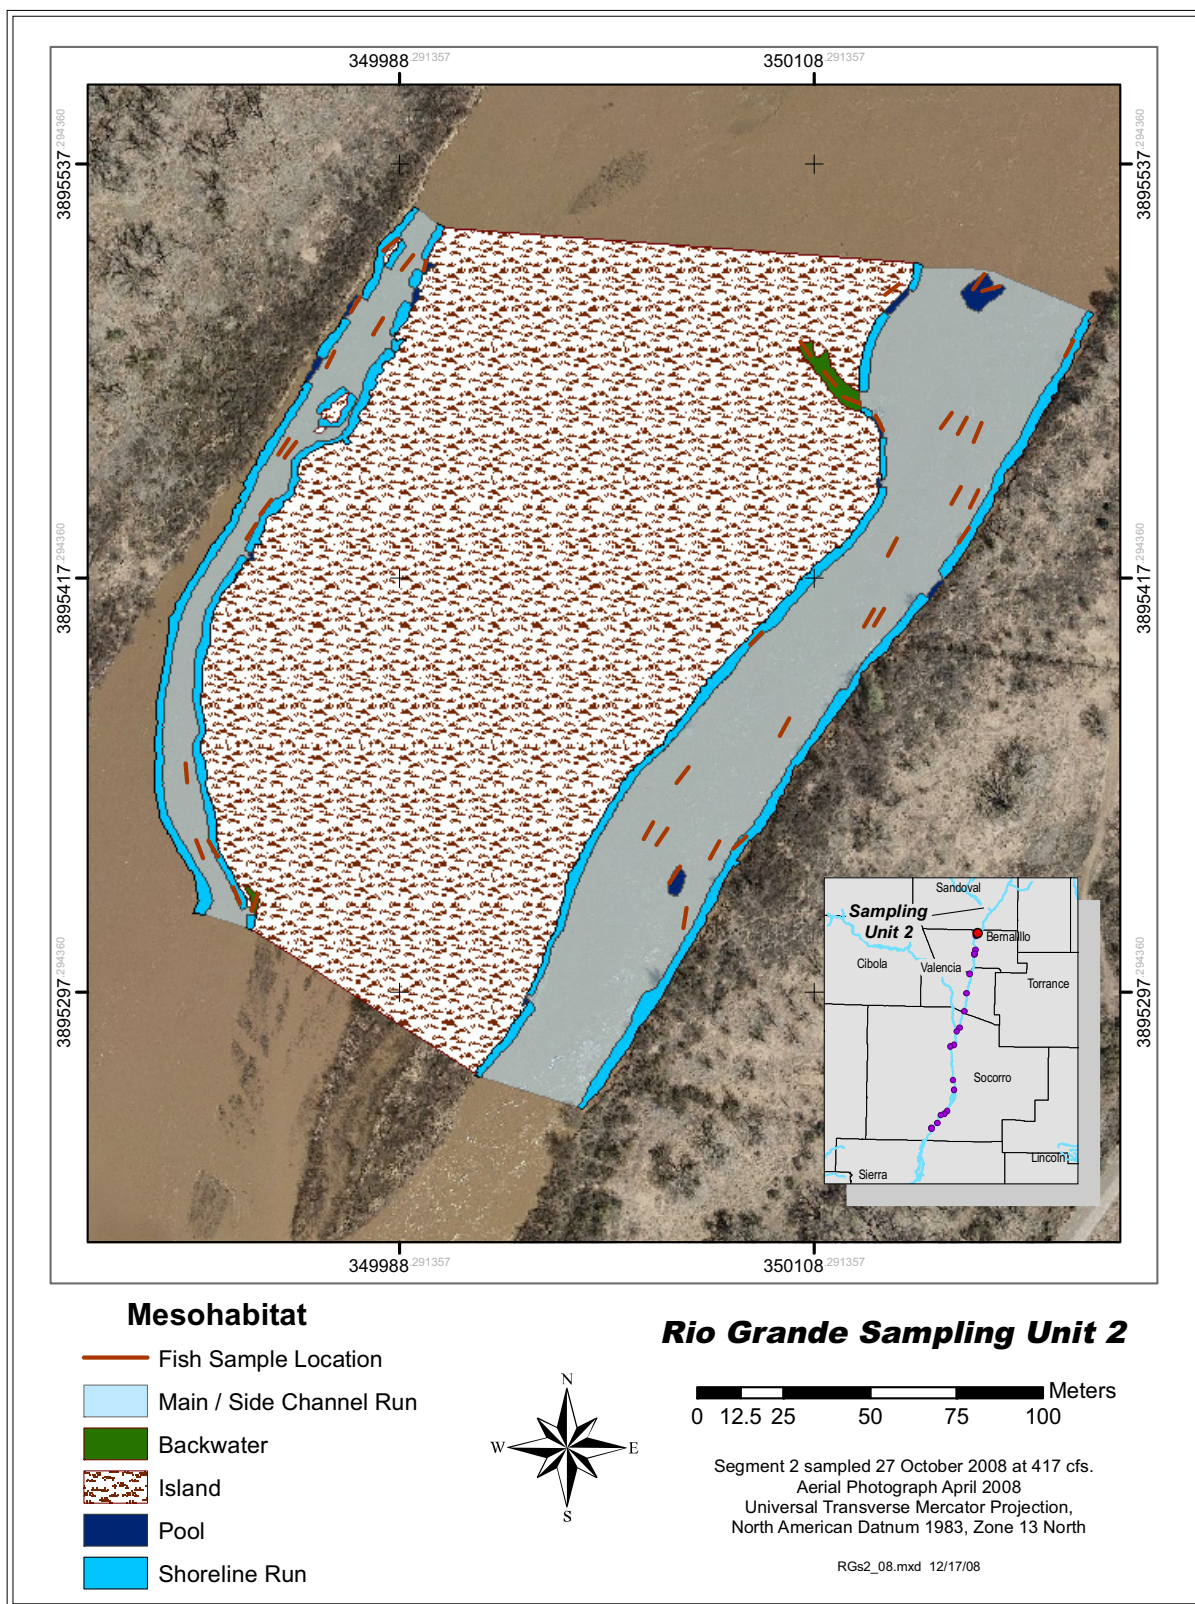 349988.291357
350108.291357
3895537.294360
3895537.294360
3895417.294360
3895417.294360
3895297.294360
3895297.294360
Sandoval
Sampling
Unit 2
Bernalillo
Cibola
Valencia
Torrance
Socorro
Lincoln
Sierra
349988.291357
350108.291357
Mesohabitat
Fish Sample Location
Main / Side Channel Run
Backwater
Island
Pool
Shoreline Run
N
W
E
S
Rio Grande Sampling Unit 2
Meters
0 12.5 25 50 75 100
Segment 2 sampled 27 October 2008 at 417 cfs.
Aerial Photograph April 2008
Universal Transverse Mercator Projection,
North American Datnum 1983, Zone 13 North
RGs2_08.mxd 12/17/08